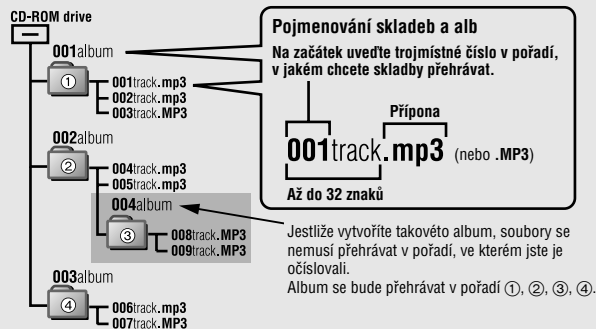 CD-ROM drive
001album
①
001track.mp3
002track.mp3
003track.MP3
002album
②
004track.mp3
005track.mp3
004album
③
008track.MP3
009track.MP3
003album
④
006track.mp3
007track.MP3
Pojmenování skladeb a alb
Na začátek uveďte trojmístné číslo v pořadí,
v jakém chcete skladby přehrávat.
Přípona
001track.mp3 (nebo .MP3)
Až do 32 znaků
Jestliže vytvoříte takovéto album, soubory se
nemusí přehrávat v pořadí, ve kterém jste je
očíslovali.
Album se bude přehrávat v pořadí ①, ②, ③, ④.